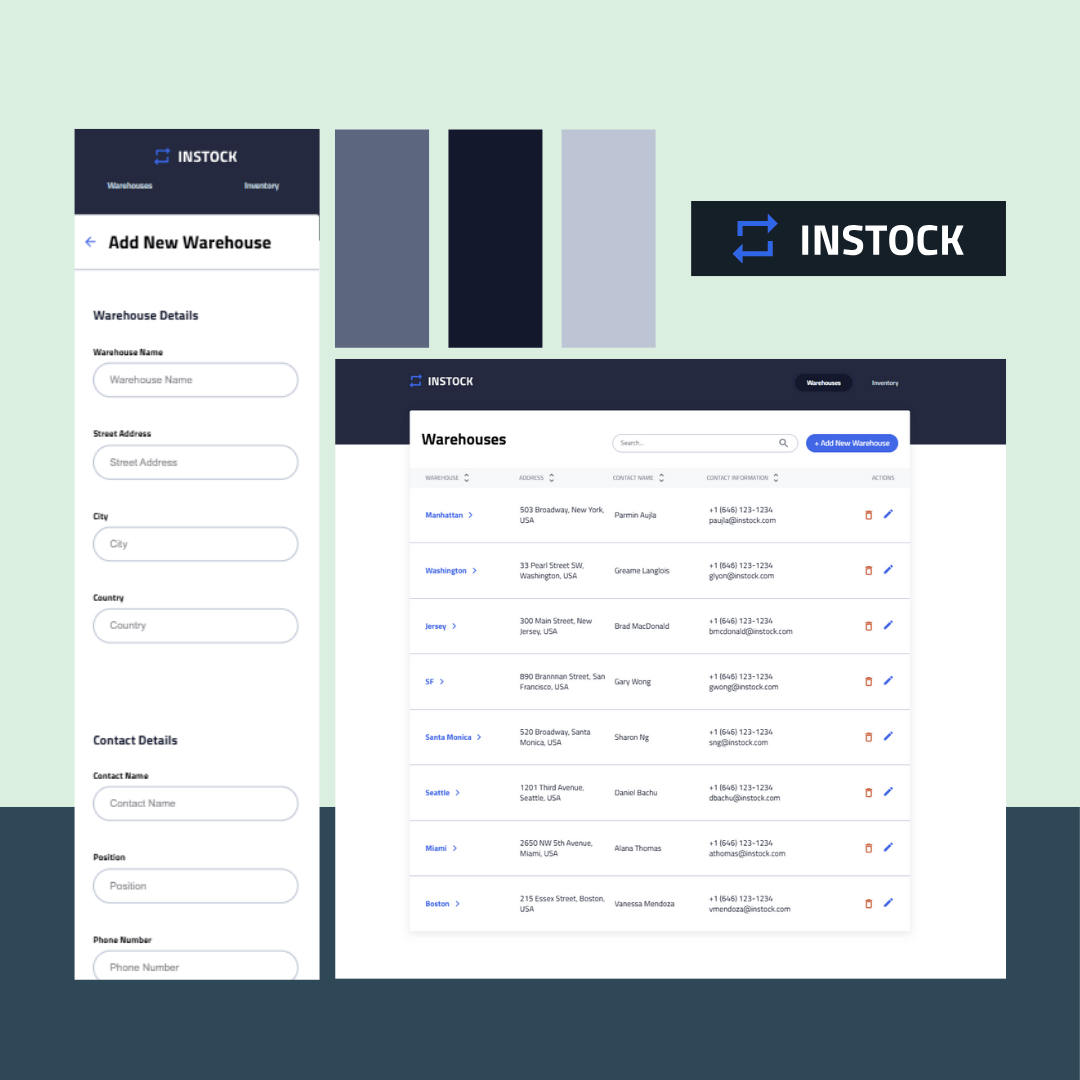 INSTOCK
Warehouses Inventory
Add New Warehouse
Warehouse Details
Warehouse Name
Warehouse Name
Street Address
Street Address
City
City
Country
Country
Contact Details
Contact Name
Contact Name
Position
Position
Phone Number
Phone Number
INSTOCK
INSTOCK
Warehouses Inventory
Warehouses
Search...
+ Add New Warehouse
WAREHOUSE ADDRESS CONTACT NAME CONTACT INFORMATION ACTIONS
Manhattan
503 Broadway, New York,
USA
Parmin Aujla
+1 (646) 123-1234
paujla@instock.com
Washington
33 Pearl Street SW,
Washington, USA
Greame Langlois
+1 (646) 123-1234
glyon@instock.com
Jersey
300 Main Street, New
Jersey, USA
Brad MacDonald
+1 (646) 123-1234
bmcdonald@instock.com
SF
890 Brannnan Street, San
Francisco, USA
Gary Wong
+1 (646) 123-1234
gwong@instock.com
Santa Monica
520 Broadway, Santa
Monica, USA
Sharon Ng
+1 (646) 123-1234
sng@instock.com
Seattle
1201 Third Avenue,
Seattle, USA
Daniel Bachu
+1 (646) 123-1234
dbachu@instock.com
Miami
2650 NW 5th Avenue,
Miami, USA
Alana Thomas
+1 (646) 123-1234
athomas@instock.com
Boston
215 Essex Street, Boston,
USA
Vanessa Mendoza
+1 (646) 123-1234
vmendoza@instock.com